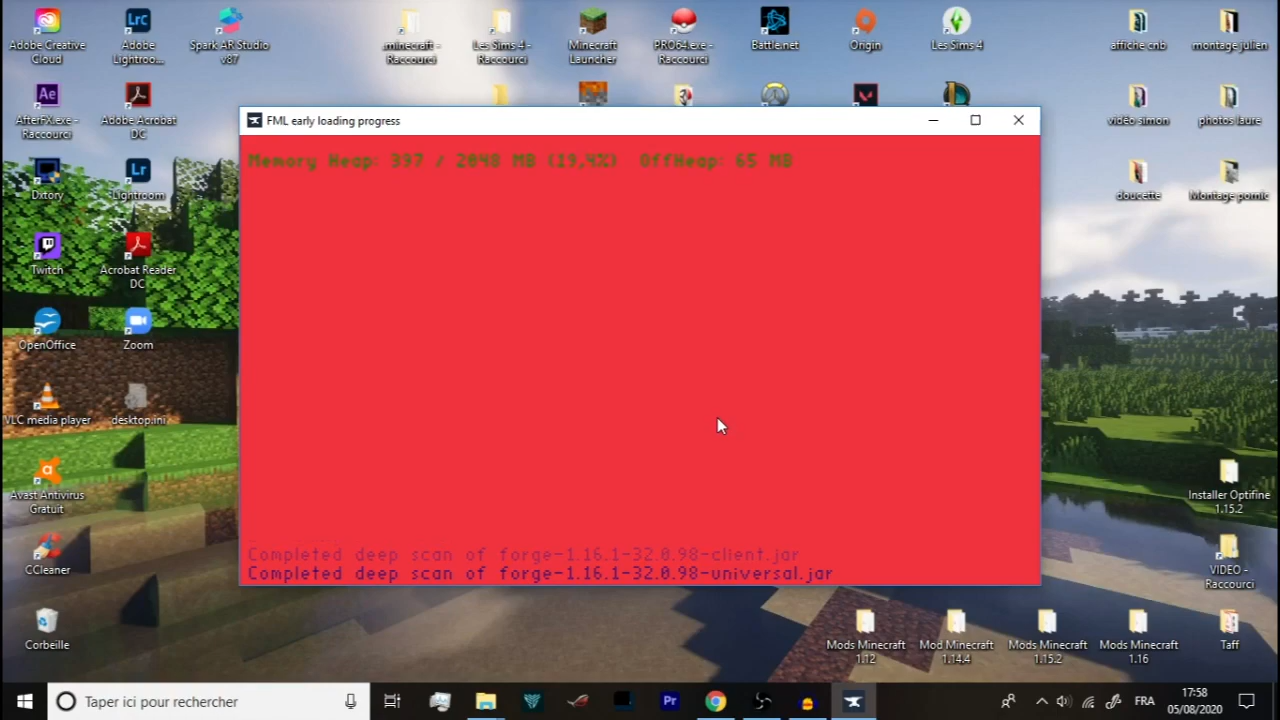 Adobe Creative Cloud
Adobe Lightroo...
Spark AR Studio v87
.minecraft - Raccourci
Les Sims 4 - Raccourci
Minecraft Launcher
PRO64.exe - Raccourci
Battle.net
Origin
Les Sims 4
affiche cnb
montage julien
AfterFX.exe - Raccourci
Adobe Acrobat DC
vidéo simon
photos laure
FML early loading progress
Memory Heap: 397 / 2048 MB (19,4%) OffHeap: 65 MB
Dxtory
Lightroom
doucette
Montage pornic
Twitch
Acrobat Reader DC
OpenOffice
Zoom
VLC media player
desktop.ini
Avast Antivirus Gratuit
Installer Optifine 1.15.2
Completed deep scan of forge-1.16.1-32.0.98-client.jar
Completed deep scan of forge-1.16.1-32.0.98-universal.jar
CCleaner
VIDEO - Raccourci
Corbeille
Mods Minecraft 1.12
Mod Minecraft 1.14.4
Mods Minecraft 1.15.2
Mods Minecraft 1.16
Taff
Taper ici pour rechercher
FRA
17:58
05/08/2020